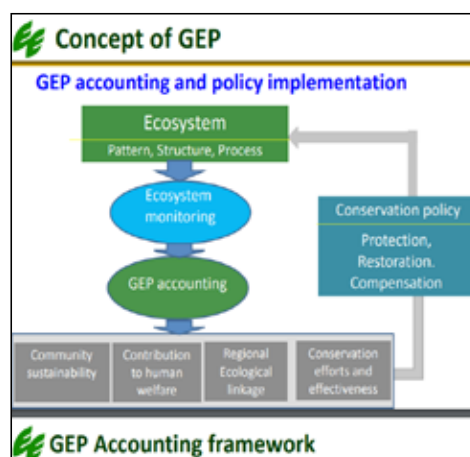 Concept of GEP
GEP accounting and policy implementation
Ecosystem
Pattern, Structure, Process
Ecosystem
monitoring
GEP accounting
Conservation policy
Protection,
Restoration.
Compensation
Community
sustainability
Contribution
to human
welfare
Regional
Ecological
linkage
Conservation
efforts and
effectiveness
GEP Accounting framework